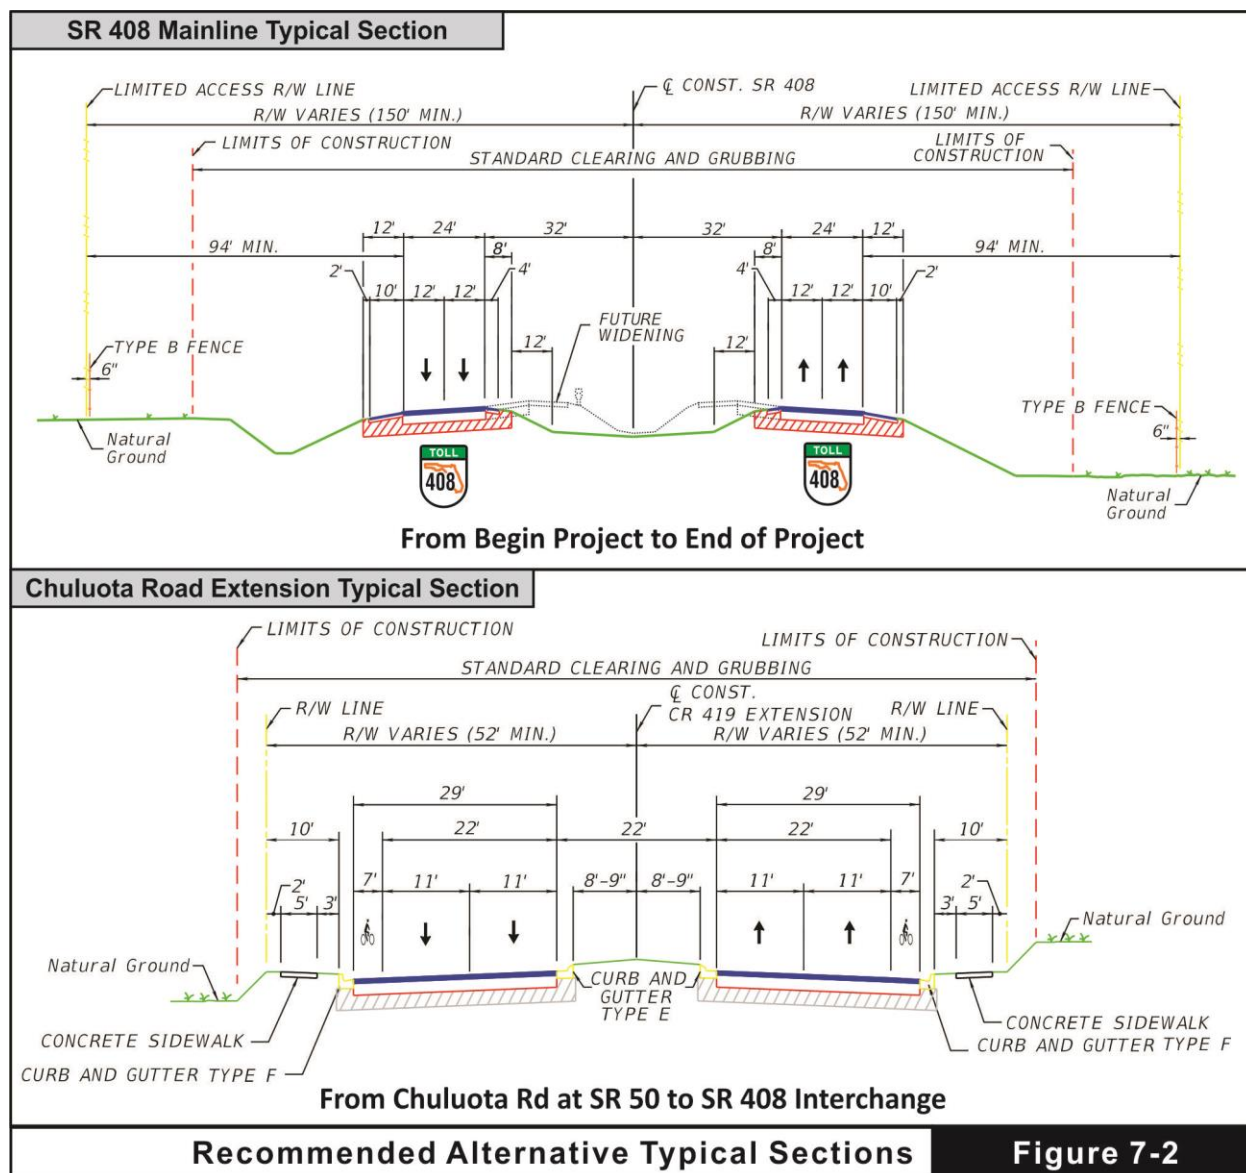 SR 408 Mainline Typical Section
LIMITED ACCESS R/W LINE
℄ CONST. SR 408
LIMITED ACCESS R/W LINE
R/W VARIES (150' MIN.)
R/W VARIES (150' MIN.)
LIMITS OF CONSTRUCTION
LIMITS OF
CONSTRUCTION
STANDARD CLEARING AND GRUBBING
12'
24'
32'
32'
24'
12'
94' MIN.
8'
8'
94' MIN.
2'
4'
4'
2'
10'
12'
12'
12'
12'
10'
FUTURE
WIDENING
12'
12'
TYPE B FENCE
6"
TYPE B FENCE
6"
Natural
Ground
TOLL
408
TOLL
408
Natural
Ground
From Begin Project to End of Project
Chuluota Road Extension Typical Section
LIMITS OF CONSTRUCTION
LIMITS OF CONSTRUCTION
STANDARD CLEARING AND GRUBBING
℄ CONST.
CR 419 EXTENSION
R/W LINE
R/W LINE
R/W VARIES (52' MIN.)
R/W VARIES (52' MIN.)
29'
29'
10'
22'
22'
22'
10'
2'
5'
3'
7'
11'
11'
8'-9"
8'-9"
11'
11'
7'
3'
5'
2'
Natural Ground
Natural Ground
CURB AND
GUTTER
TYPE E
CONCRETE SIDEWALK
CURB AND GUTTER TYPE F
CONCRETE SIDEWALK
CURB AND GUTTER TYPE F
From Chuluota Rd at SR 50 to SR 408 Interchange
Recommended Alternative Typical Sections
Figure 7-2